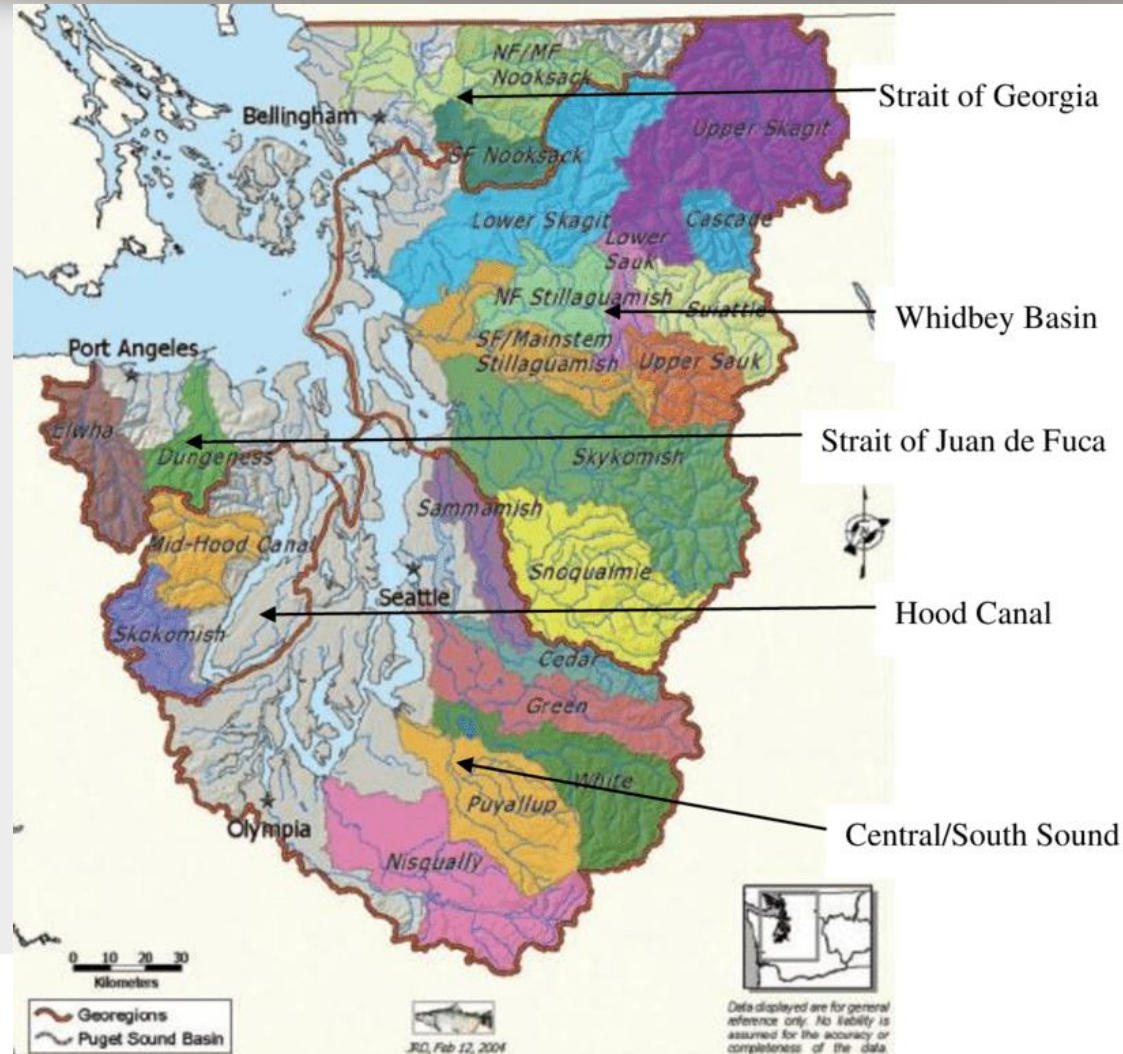 NF/MF
Nooksack
Strait of Georgia
Bellingham
Upper Skagit
SF Nooksack
Lower Skagit
Cascade
Lower
Sauk
NF Stillaguamish
Suiattle
Whidbey Basin
SF/Mainstem
Stillaguamish
Upper Sauk
Port Angeles
Elwha
Dungeness
Strait of Juan de Fuca
Skykomish
Sammamish
Mid-Hood Canal
Snoqualmie
Seattle
Hood Canal
Skokomish
Cedar
Green
White
Puyallup
Central/South Sound
Olympia
Nisqually
0 10 20 30
Kilometers
Georegions
Puget Sound Basin
JRD, Feb 12, 2004
Data displayed are for general
reference only. No liability is
assumed for the accuracy or
completeness of the data.